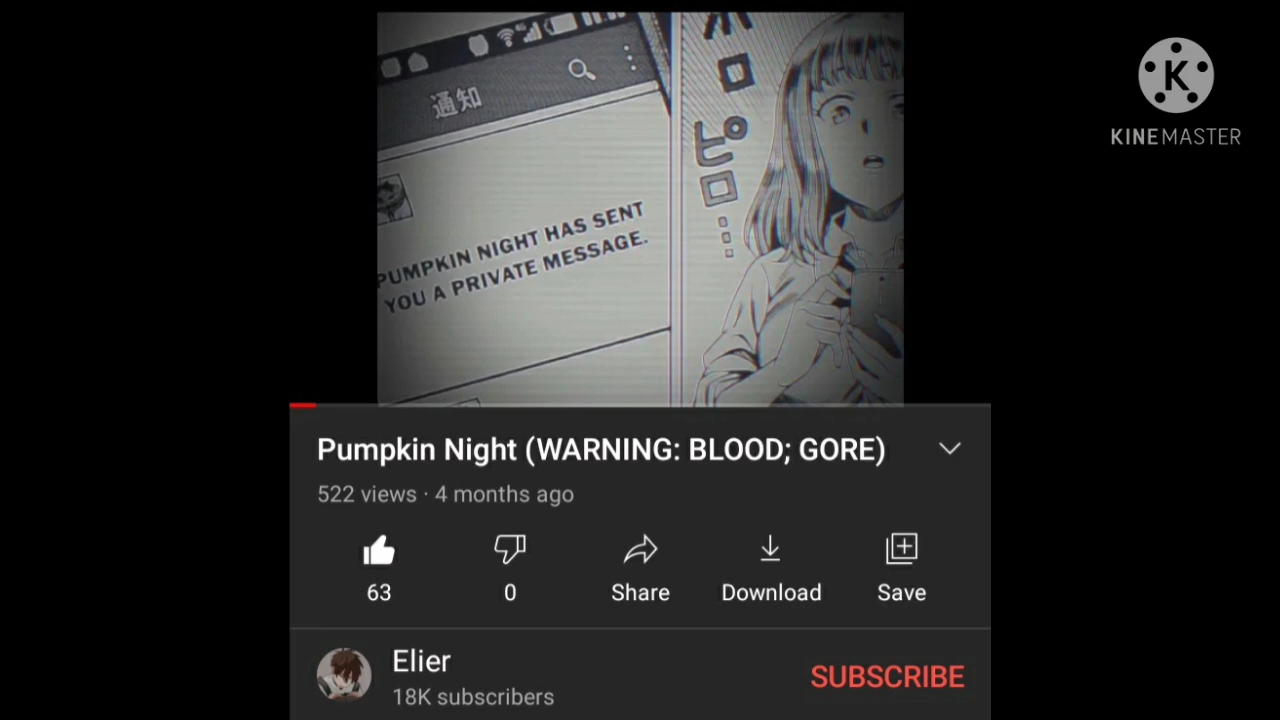 通知
PUMPKIN NIGHT HAS SENT
YOU A PRIVATE MESSAGE.
ロピロ...
K
KINEMASTER
Pumpkin Night (WARNING: BLOOD; GORE)
522 views · 4 months ago
63
0
Share
Download
Save
Elier
18K subscribers
SUBSCRIBE